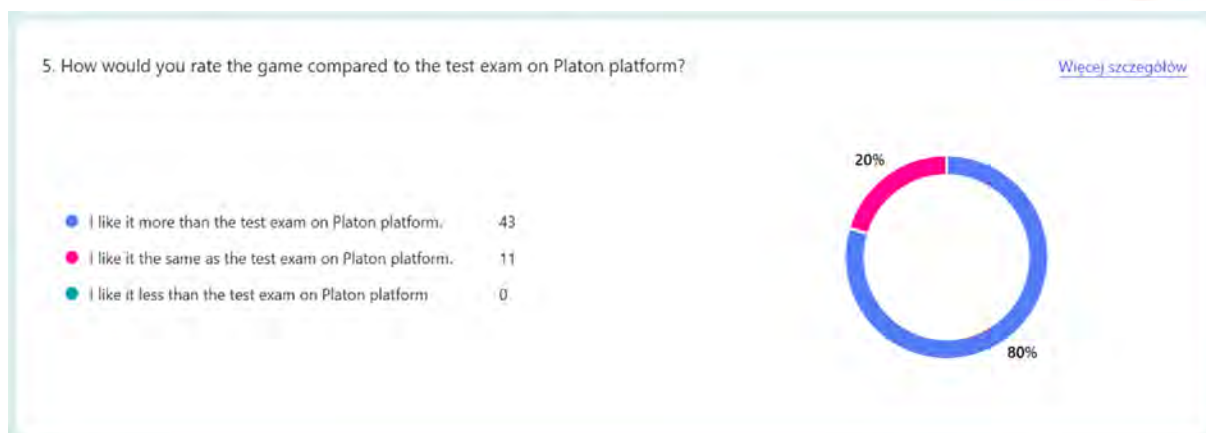 5. How would you rate the game compared to the test exam on Platon platform?
Więcej szczegółów
I like it more than the test exam on Platon platform. 43
I like it the same as the test exam on Platon platform. 11
I like it less than the test exam on Platon platform 0
20%
80%